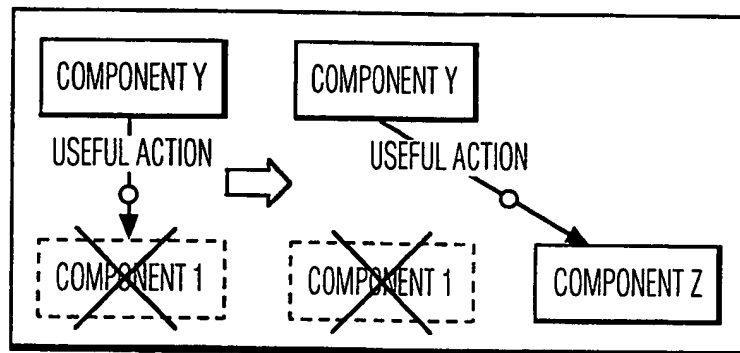 COMPONENT Y
USEFUL ACTION
COMPONENT 1
COMPONENT Y
USEFUL ACTION
COMPONENT 1
COMPONENT Z